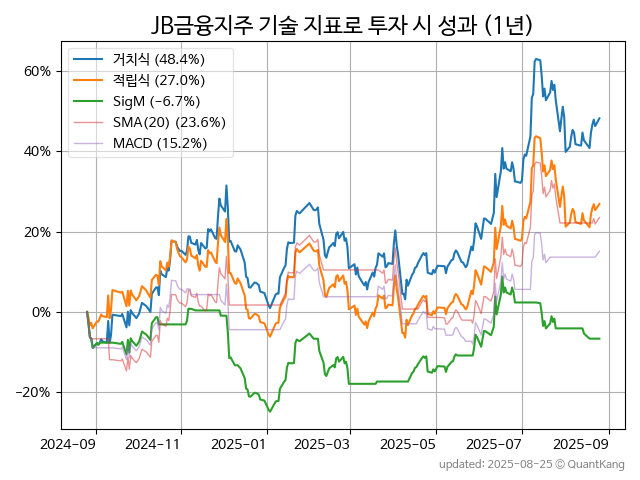 JB금융지주 기술 지표로 투자 시 성과 (1년)
거치식 (48.4%)
적립식 (27.0%)
SigM (−6.7%)
SMA(20) (23.6%)
MACD (15.2%)
60%
40%
20%
0%
−20%
2024-09 2024-11 2025-01 2025-03 2025-05 2025-07 2025-09
updated: 2025-08-25 © QuantKang